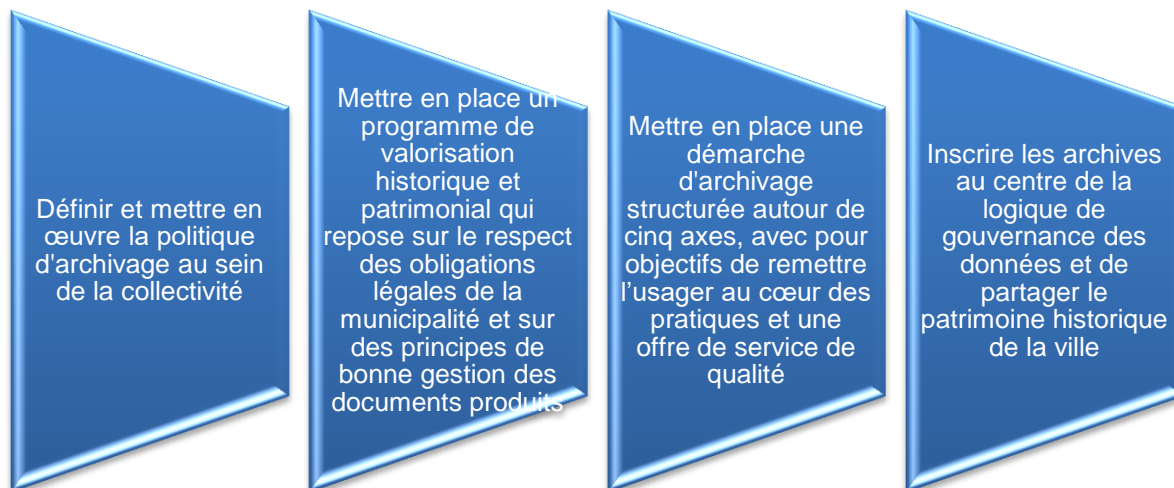 Définir et mettre en
œuvre la politique
d'archivage au sein
de la collectivité
Mettre en place un
programme de
valorisation
historique et
patrimonial qui
repose sur le respect
des obligations
légales de la
municipalité et sur
des principes de
bonne gestion des
documents produits
Mettre en place une
démarche
d'archivage
structurée autour de
cinq axes, avec pour
objectifs de remettre
l’usager au cœur des
pratiques et une
offre de service de
qualité
Inscrire les archives
au centre de la
logique de
gouvernance des
données et de
partager le
patrimoine historique
de la ville